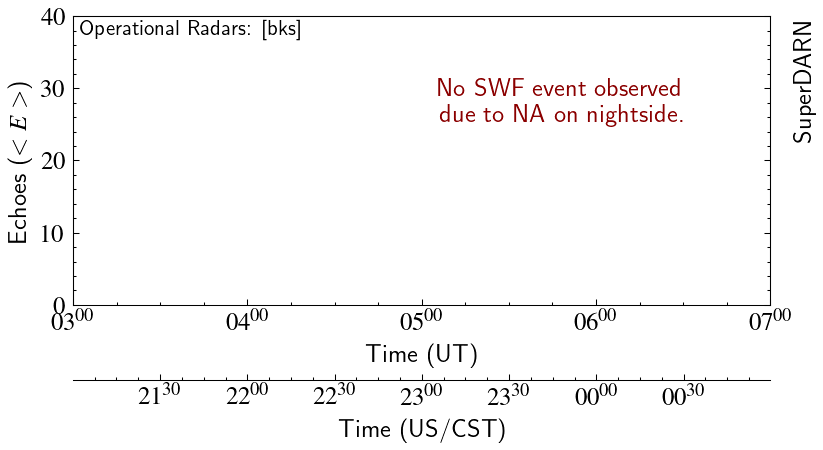 40
Operational Radars: [bks]
No SWF event observed
due to NA on nightside.
SuperDARN
30
20
10
0
Echoes (< E >)
03⁰⁰ 04⁰⁰ 05⁰⁰ 06⁰⁰ 07⁰⁰
Time (UT)
21³⁰ 22⁰⁰ 22³⁰ 23⁰⁰ 23³⁰ 00⁰⁰ 00³⁰
Time (US/CST)